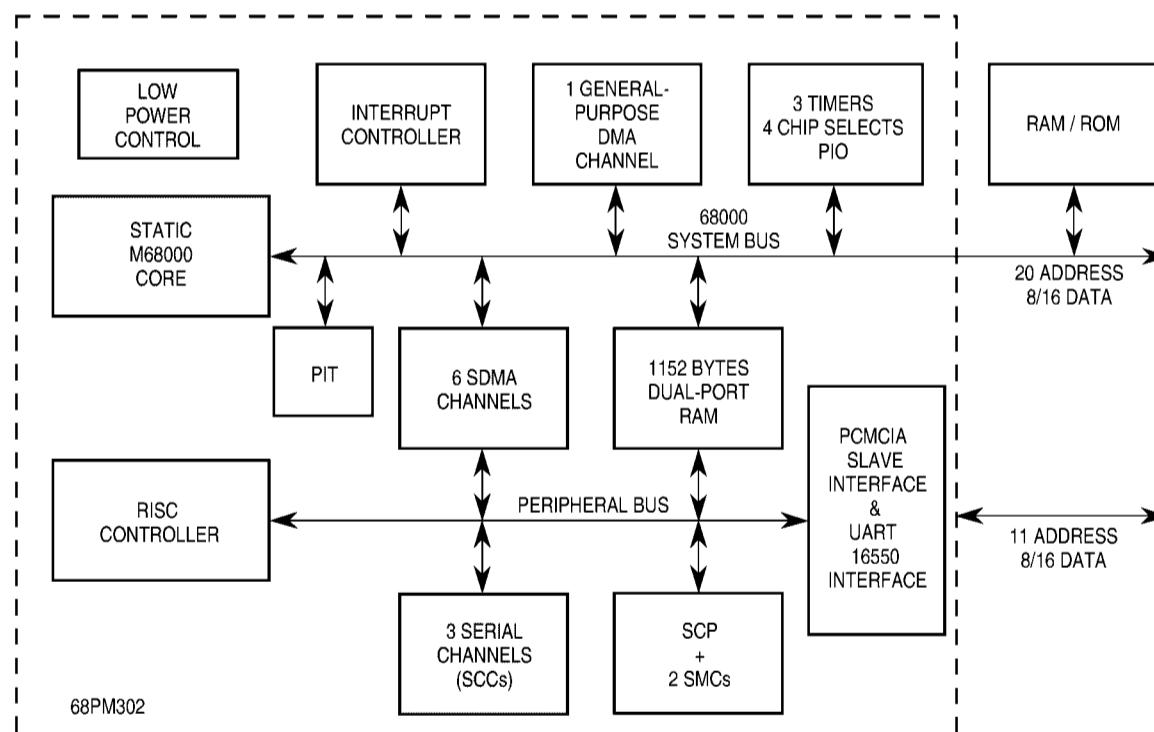 LOW
POWER
CONTROL
INTERRUPT
CONTROLLER
1 GENERAL-
PURPOSE
DMA
CHANNEL
3 TIMERS
4 CHIP SELECTS
PIO
RAM / ROM
STATIC
M68000
CORE
68000
SYSTEM BUS
20 ADDRESS
8/16 DATA
PIT
6 SDMA
CHANNELS
1152 BYTES
DUAL-PORT
RAM
PCMCIA
SLAVE
INTERFACE
&
UART
16550
INTERFACE
RISC
CONTROLLER
PERIPHERAL BUS
11 ADDRESS
8/16 DATA
3 SERIAL
CHANNELS
(SCCs)
SCP
+
2 SMCs
68PM302